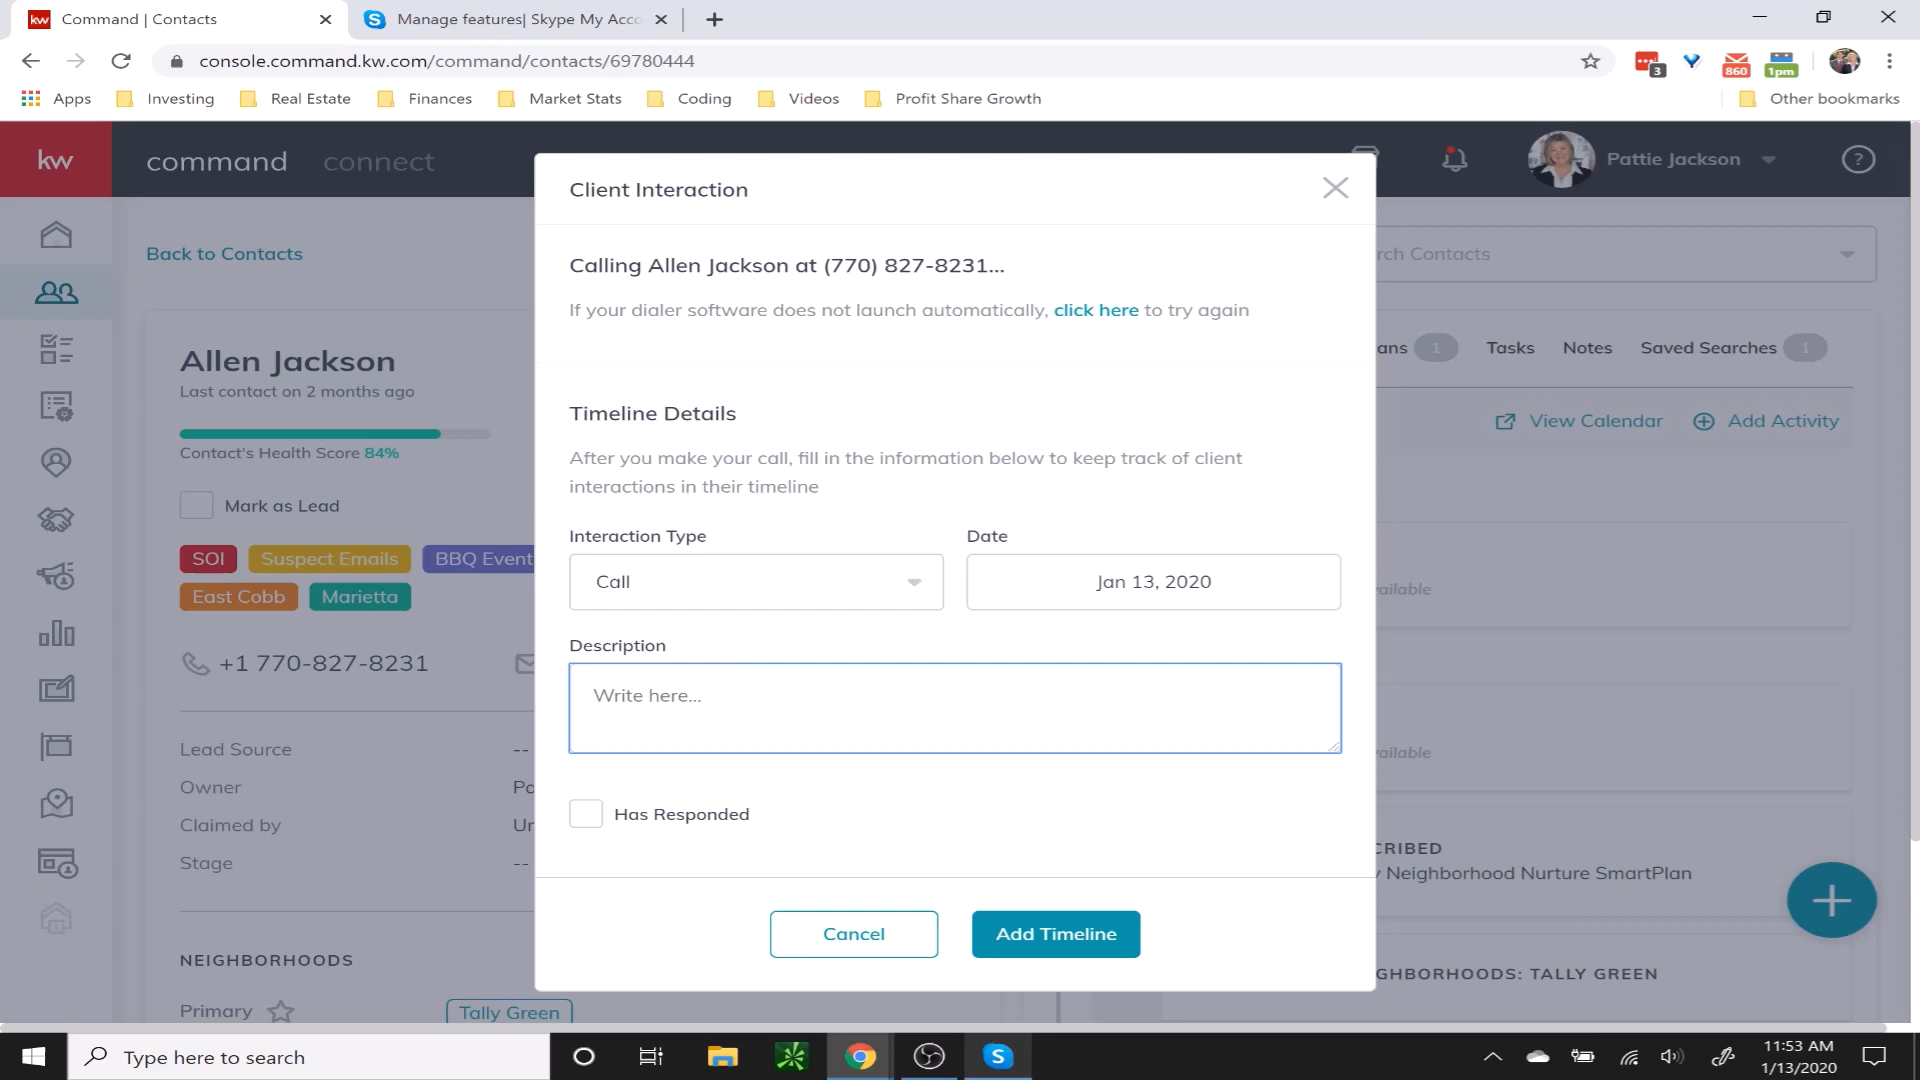 kw
Command | Contacts
Manage features| Skype My Acco
console.command.kw.com/command/contacts/69780444
3
860
1pm
Apps
Investing
Real Estate
Finances
Market Stats
Coding
Videos
Profit Share Growth
Other bookmarks
kw
command
connect
Pattie Jackson
?
Back to Contacts
rch Contacts
Allen Jackson
Last contact on 2 months ago
Contact's Health Score 84%
Mark as Lead
SOI
Suspect Emails
BBQ Event
East Cobb
Marietta
+1 770-827-8231
Lead Source
--
Owner
Pa
Claimed by
Un
Stage
--
NEIGHBORHOODS
Primary
Tally Green
Client Interaction
Calling Allen Jackson at (770) 827-8231...
If your dialer software does not launch automatically, click here to try again
Timeline Details
After you make your call, fill in the information below to keep track of client
interactions in their timeline
Interaction Type
Date
Call
Jan 13, 2020
Description
Write here...
Has Responded
Cancel
Add Timeline
ans
1
Tasks
Notes
Saved Searches
1
View Calendar
Add Activity
ailable
ailable
CRIBED
Neighborhood Nurture SmartPlan
GHBORHOODS: TALLY GREEN
Type here to search
11:53 AM
1/13/2020